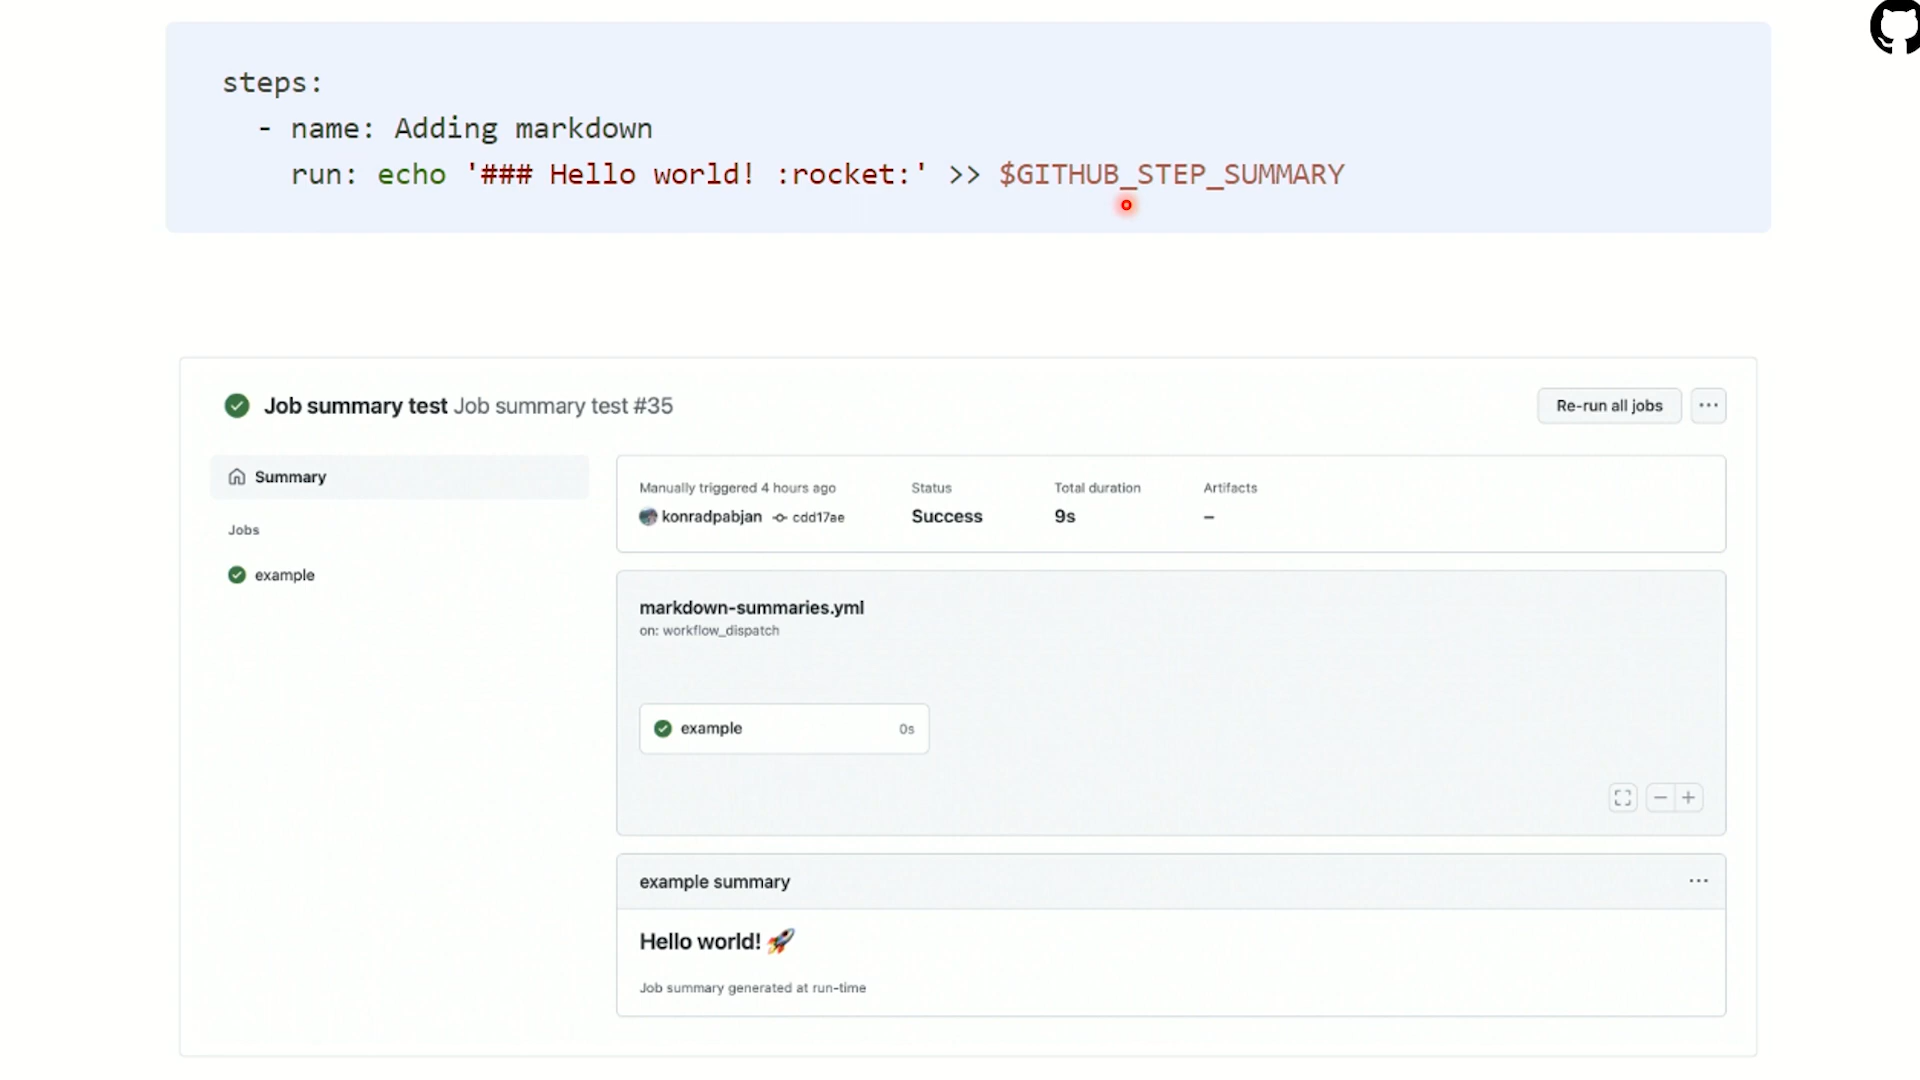 steps:
- name: Adding markdown
run: echo '### Hello world! :rocket:' >> $GITHUB_STEP_SUMMARY
Job summary test Job summary test #35
Re-run all jobs
Summary
Jobs
example
Manually triggered 4 hours ago
konradpabjan cdd17ae
Status
Success
Total duration
9s
Artifacts
–
markdown-summaries.yml
on: workflow_dispatch
example 0s
example summary
Hello world! 🚀
Job summary generated at run-time